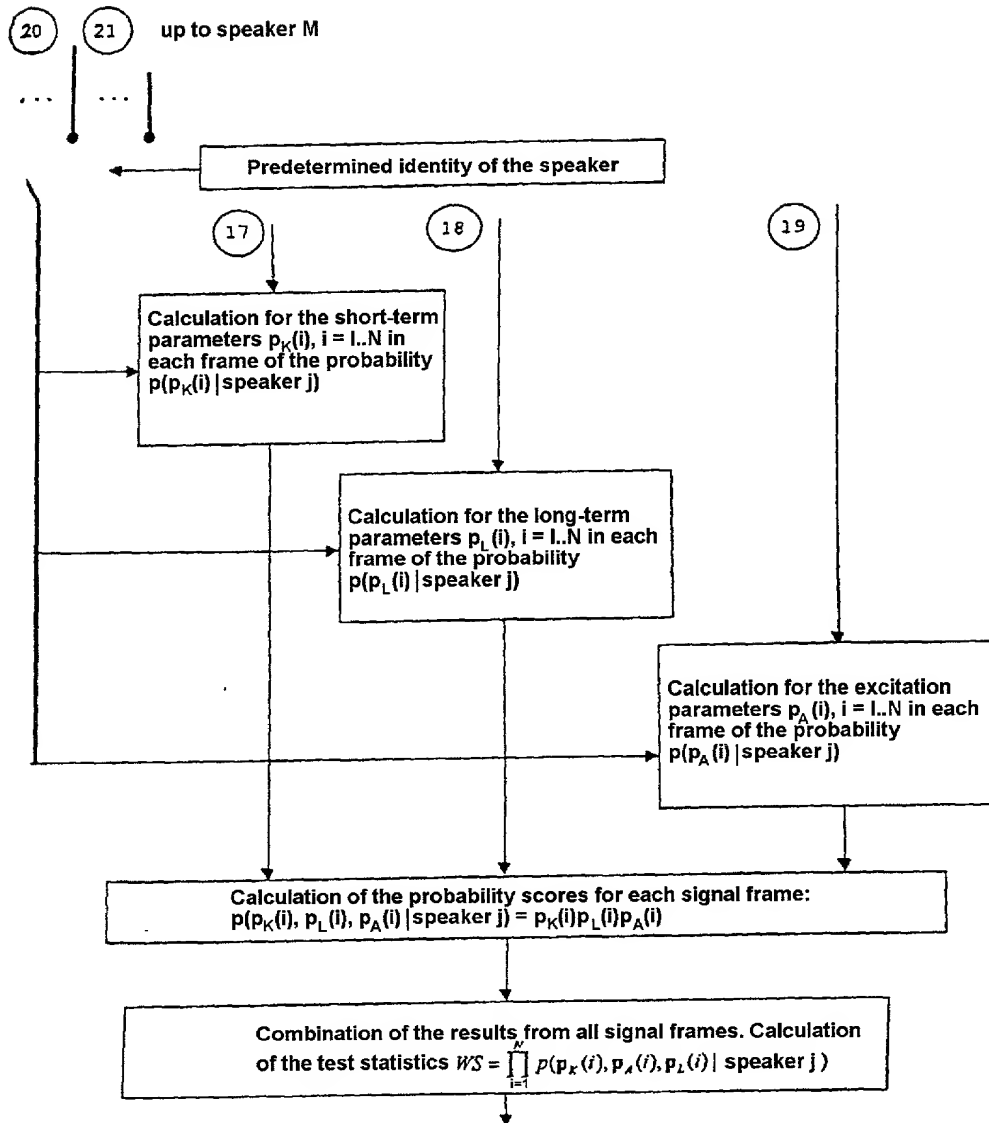 20 21 up to speaker M
... ...
Predetermined identity of the speaker
17 18 19
Calculation for the short-term
parameters p_K(i), i = I..N in
each frame of the probability
p(p_K(i) | speaker j)
Calculation for the long-term
parameters p_L(i), i = I..N in each
frame of the probability
p(p_L(i) | speaker j)
Calculation for the excitation
parameters p_A(i), i = I..N in each
frame of the probability
p(p_A(i) | speaker j)
Calculation of the probability scores for each signal frame:
p(p_K(i), p_L(i), p_A(i) | speaker j) = p_K(i)p_L(i)p_A(i)
Combination of the results from all signal frames. Calculation
of the test statistics WS = ∏_{i=1}^{N} p(p_K(i), p_A(i), p_L(i) | speaker j )